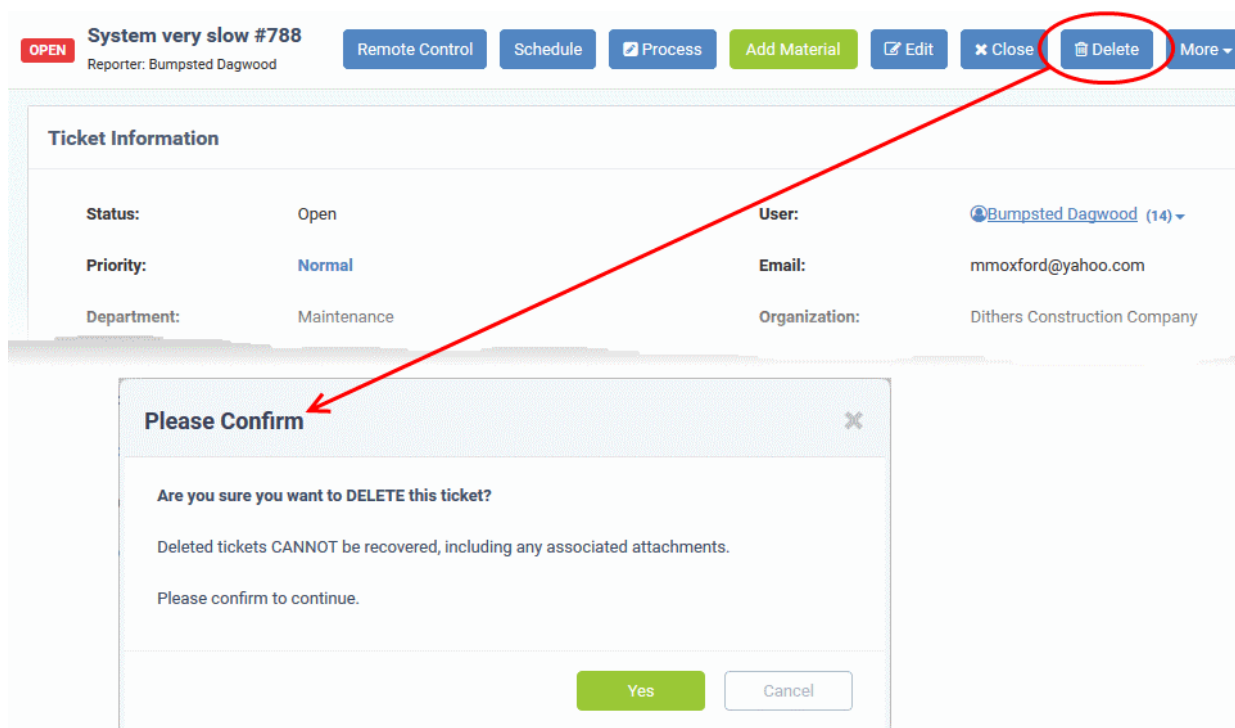 OPEN
System very slow #788
Reporter: Bumpsted Dagwood
Remote Control Schedule Process Add Material Edit Close Delete More
Ticket Information
Status: Open User: Bumpsted Dagwood (14)
Priority: Normal Email: mmoxford@yahoo.com
Department: Maintenance Organization: Dithers Construction Company
Please Confirm
Are you sure you want to DELETE this ticket?
Deleted tickets CANNOT be recovered, including any associated attachments.
Please confirm to continue.
Yes Cancel